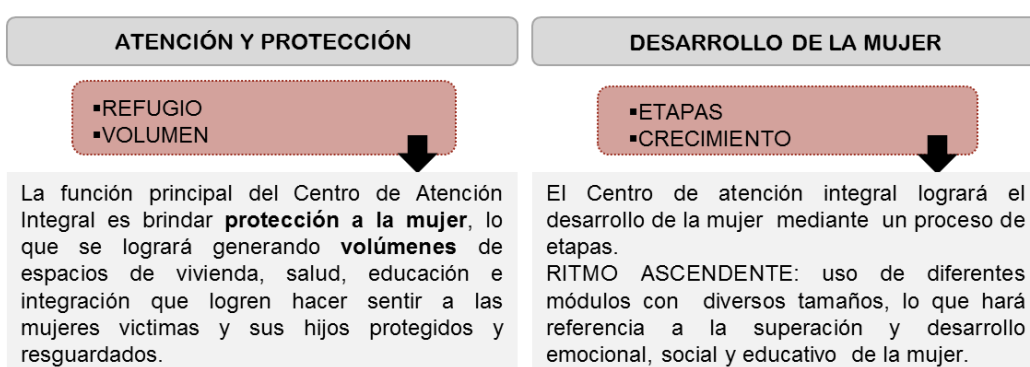 ATENCIÓN Y PROTECCIÓN
▪REFUGIO
▪VOLUMEN
La función principal del Centro de Atención
Integral es brindar protección a la mujer, lo
que se logrará generando volúmenes de
espacios de vivienda, salud, educación e
integración que logren hacer sentir a las
mujeres victimas y sus hijos protegidos y
resguardados.
DESARROLLO DE LA MUJER
▪ETAPAS
▪CRECIMIENTO
El Centro de atención integral logrará el
desarrollo de la mujer mediante un proceso de
etapas.
RITMO ASCENDENTE: uso de diferentes
módulos con diversos tamaños, lo que hará
referencia a la superación y desarrollo
emocional, social y educativo de la mujer.